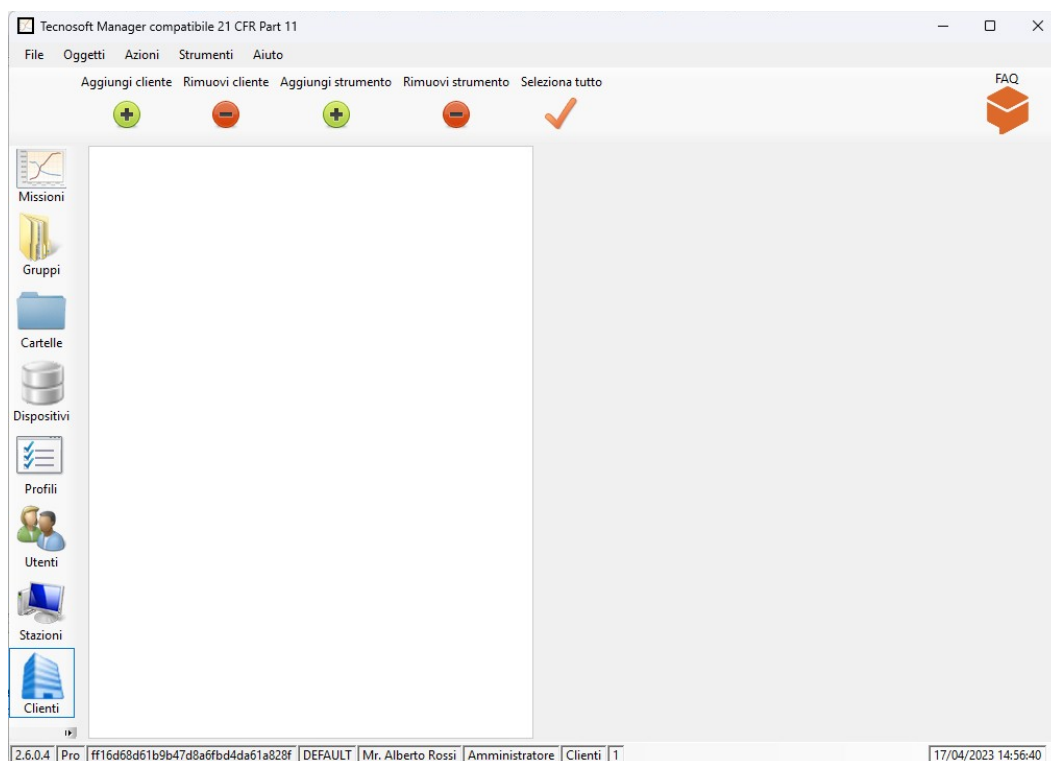 Tecnosoft Manager compatibile 21 CFR Part 11
File Oggetti Azioni Strumenti Aiuto
Aggiungi cliente Rimuovi cliente Aggiungi strumento Rimuovi strumento Seleziona tutto FAQ
Missioni
Gruppi
Cartelle
Dispositivi
Profili
Utenti
Stazioni
Clienti
2.6.0.4 Pro ff16d68d61b9b47d8a6fbd4da61a828f DEFAULT Mr. Alberto Rossi Amministratore Clienti 1 17/04/2023 14:56:40